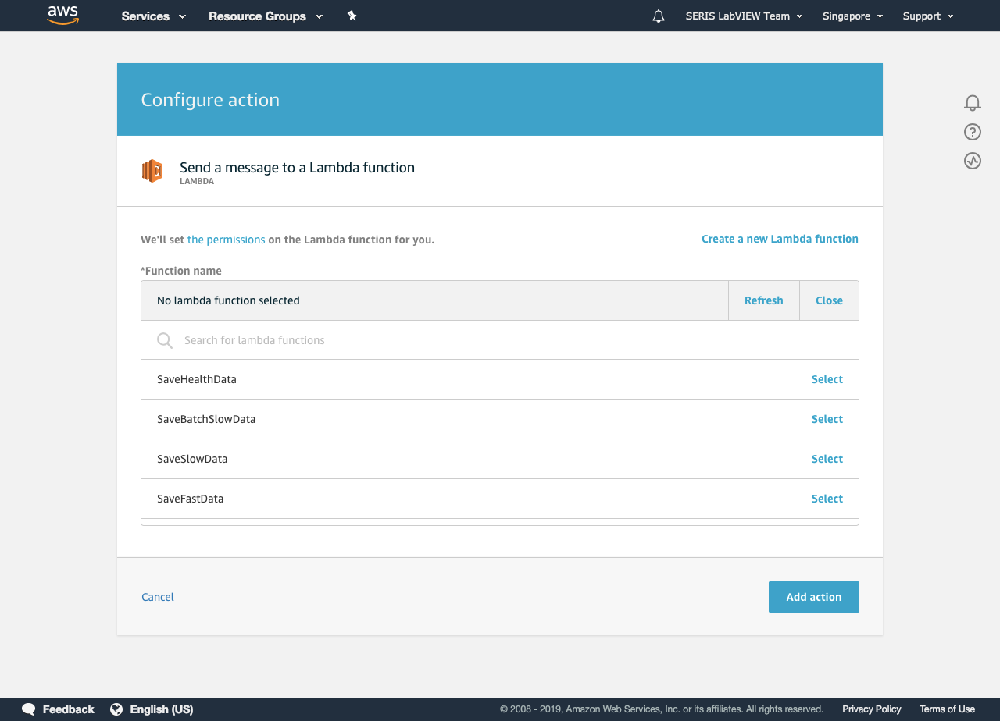 aws Services Resource Groups SERIS LabVIEW Team Singapore Support
Configure action
Send a message to a Lambda function
LAMBDA
We'll set the permissions on the Lambda function for you. Create a new Lambda function
*Function name
No lambda function selected Refresh Close
Search for lambda functions
SaveHealthData Select
SaveBatchSlowData Select
SaveSlowData Select
SaveFastData Select
Cancel Add action
Feedback English (US) © 2008 - 2019, Amazon Web Services, Inc. or its affiliates. All rights reserved. Privacy Policy Terms of Use